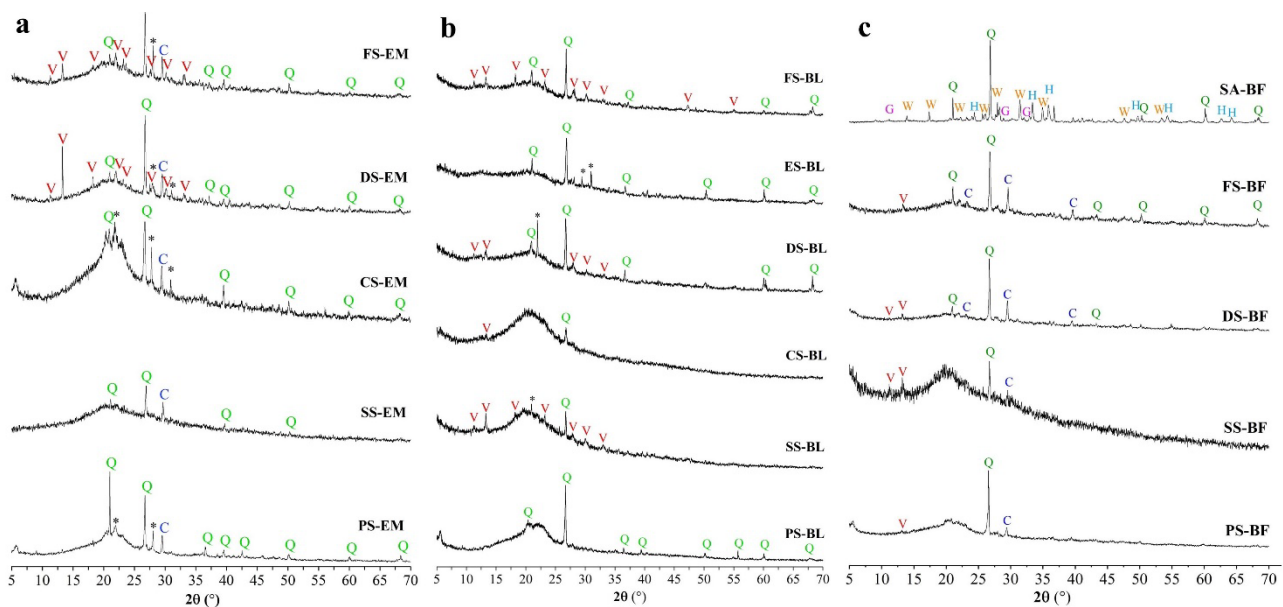 a
V V V Q V V V * C V V Q Q Q Q Q
FS-EM
V V V Q V V Q V * C V * V Q Q Q Q Q
DS-EM
Q * Q * C * Q Q Q Q
CS-EM
Q Q C Q Q
SS-EM
Q * Q * C Q Q Q Q Q Q
PS-EM
5 10 15 20 25 30 35 40 45 50 55 60 65 70
2θ (°)
b
V V V Q V Q V V V Q V V Q Q
FS-BL
Q Q * * Q Q Q Q
ES-BL
V V Q * Q V V V Q Q Q
DS-BL
V Q
CS-BL
V V V * V Q V V V
SS-BL
Q Q Q Q Q Q Q Q
PS-BL
5 10 15 20 25 30 35 40 45 50 55 60 65 70
2θ (°)
c
G W W Q W H W Q W G W G H W H W H Q W H Q H H Q
SA-BF
V Q C Q C C Q Q Q Q
FS-BF
V V Q C Q C C Q
DS-BF
V V Q C
SS-BF
V Q C
PS-BF
5 10 15 20 25 30 35 40 45 50 55 60 65 70
2θ (°)